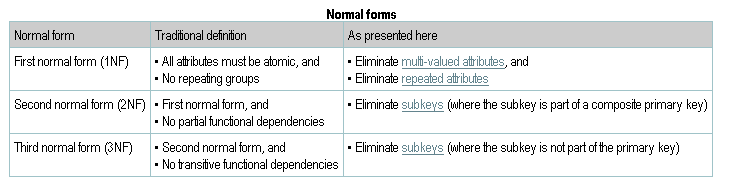 Normal forms
Normal form Traditional definition As presented here
First normal form (1NF) • All attributes must be atomic, and • Eliminate multi-valued attributes, and
• No repeating groups • Eliminate repeated attributes
Second normal form (2NF) • First normal form, and • Eliminate subkeys (where the subkey is part of a composite primary key)
• No partial functional dependencies
Third normal form (3NF) • Second normal form, and • Eliminate subkeys (where the subkey is not part of the primary key)
• No transitive functional dependencies